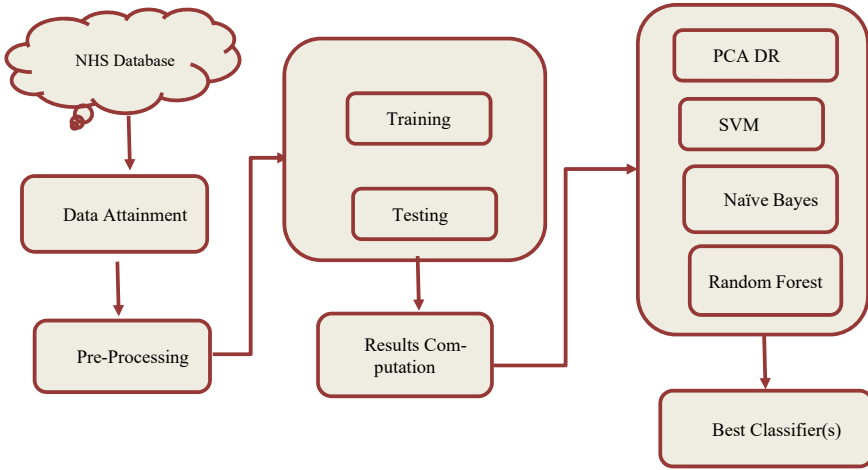 NHS Database
Data Attainment
Pre-Processing
Training
Testing
Results Com-
putation
PCA DR
SVM
Naïve Bayes
Random Forest
Best Classifier(s)